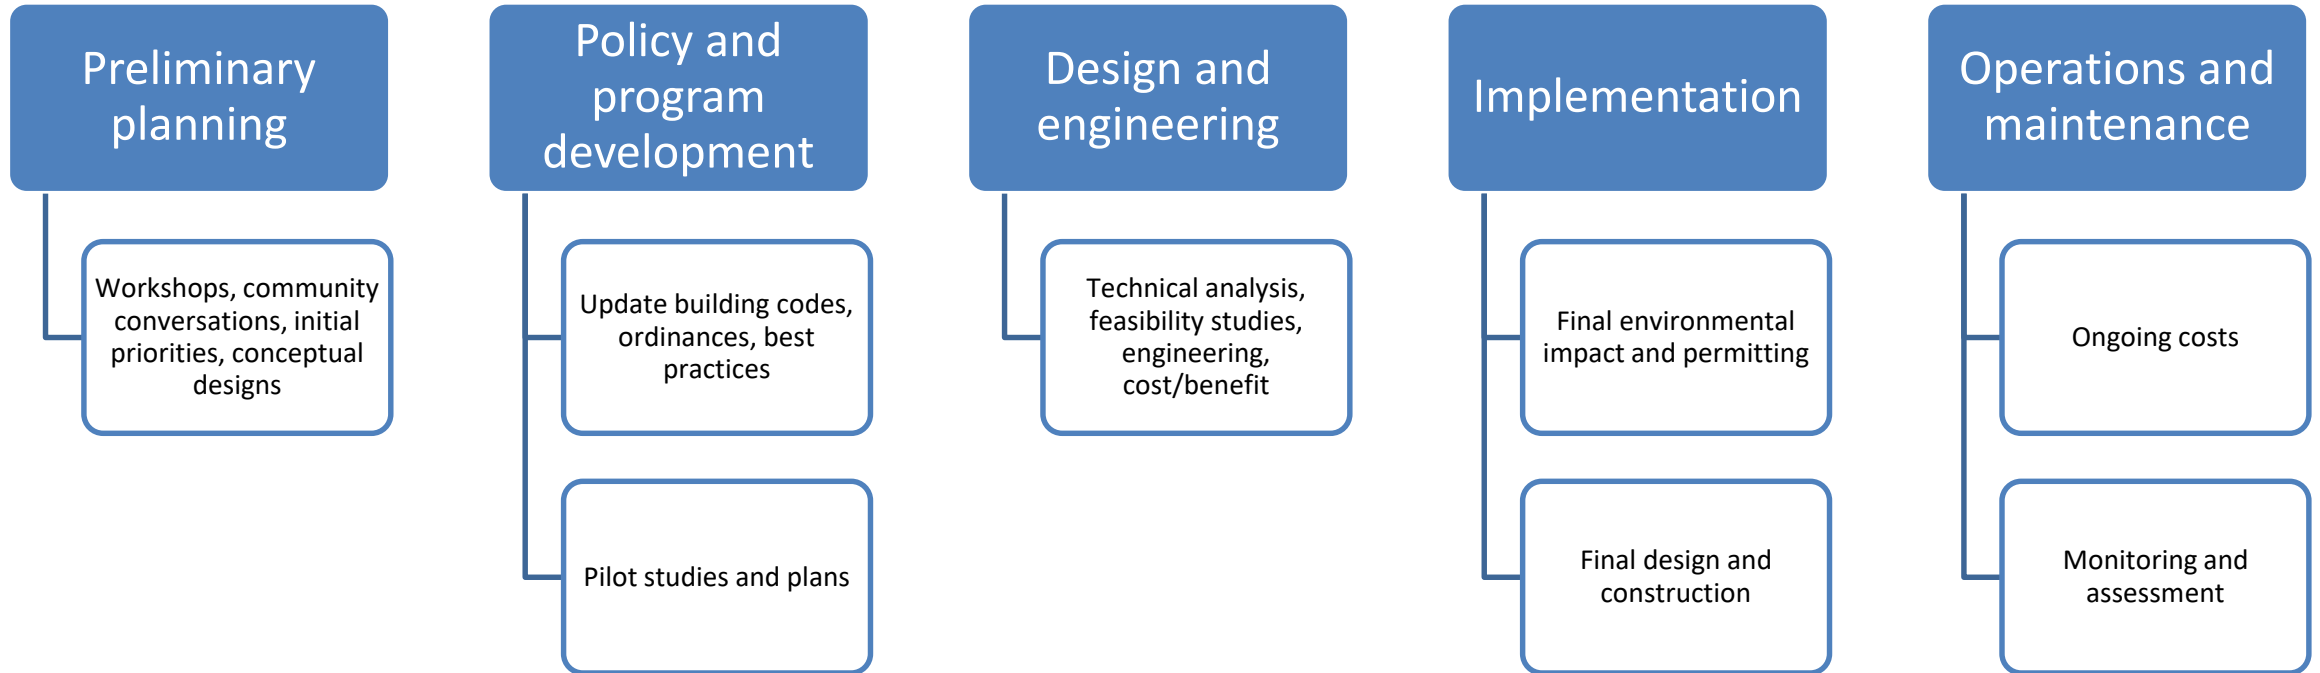 Preliminary
planning
Workshops, community
conversations, initial
priorities, conceptual
designs
Policy and
program
development
Update building codes,
ordinances, best
practices
Pilot studies and plans
Design and
engineering
Technical analysis,
feasibility studies,
engineering,
cost/benefit
Implementation
Final environmental
impact and permitting
Final design and
construction
Operations and
maintenance
Ongoing costs
Monitoring and
assessment